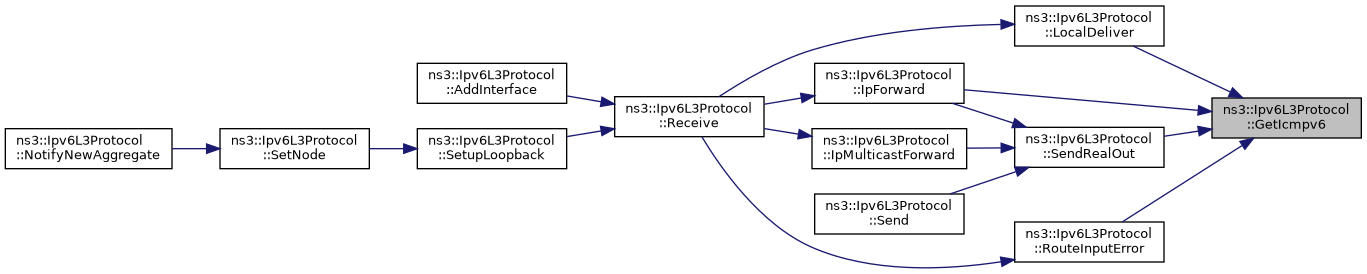 ns3::Ipv6L3Protocol
::NotifyNewAggregate
ns3::Ipv6L3Protocol
::SetNode
ns3::Ipv6L3Protocol
::AddInterface
ns3::Ipv6L3Protocol
::SetupLoopback
ns3::Ipv6L3Protocol
::Receive
ns3::Ipv6L3Protocol
::IpForward
ns3::Ipv6L3Protocol
::IpMulticastForward
ns3::Ipv6L3Protocol
::Send
ns3::Ipv6L3Protocol
::LocalDeliver
ns3::Ipv6L3Protocol
::SendRealOut
ns3::Ipv6L3Protocol
::RouteInputError
ns3::Ipv6L3Protocol
::GetIcmpv6